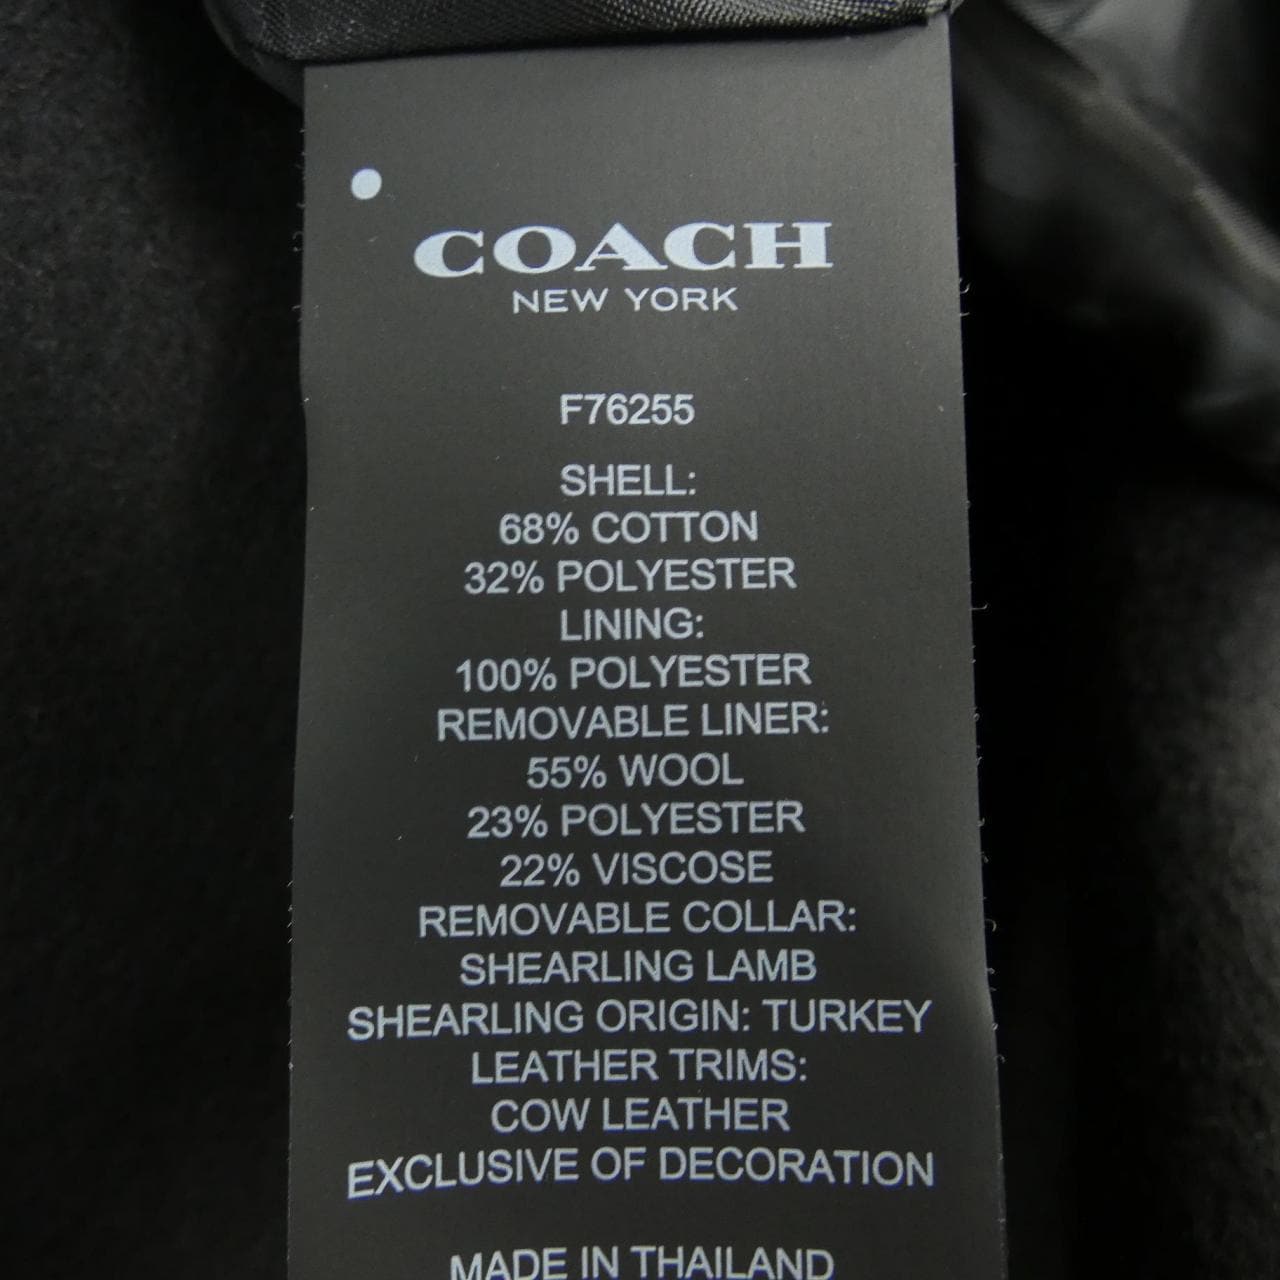 COACH
NEW YORK
F76255
SHELL:
68% COTTON
32% POLYESTER
LINING:
100% POLYESTER
REMOVABLE LINER:
55% WOOL
23% POLYESTER
22% VISCOSE
REMOVABLE COLLAR:
SHEARLING LAMB
SHEARLING ORIGIN: TURKEY
LEATHER TRIMS:
COW LEATHER
EXCLUSIVE OF DECORATION
MADE IN THAILAND